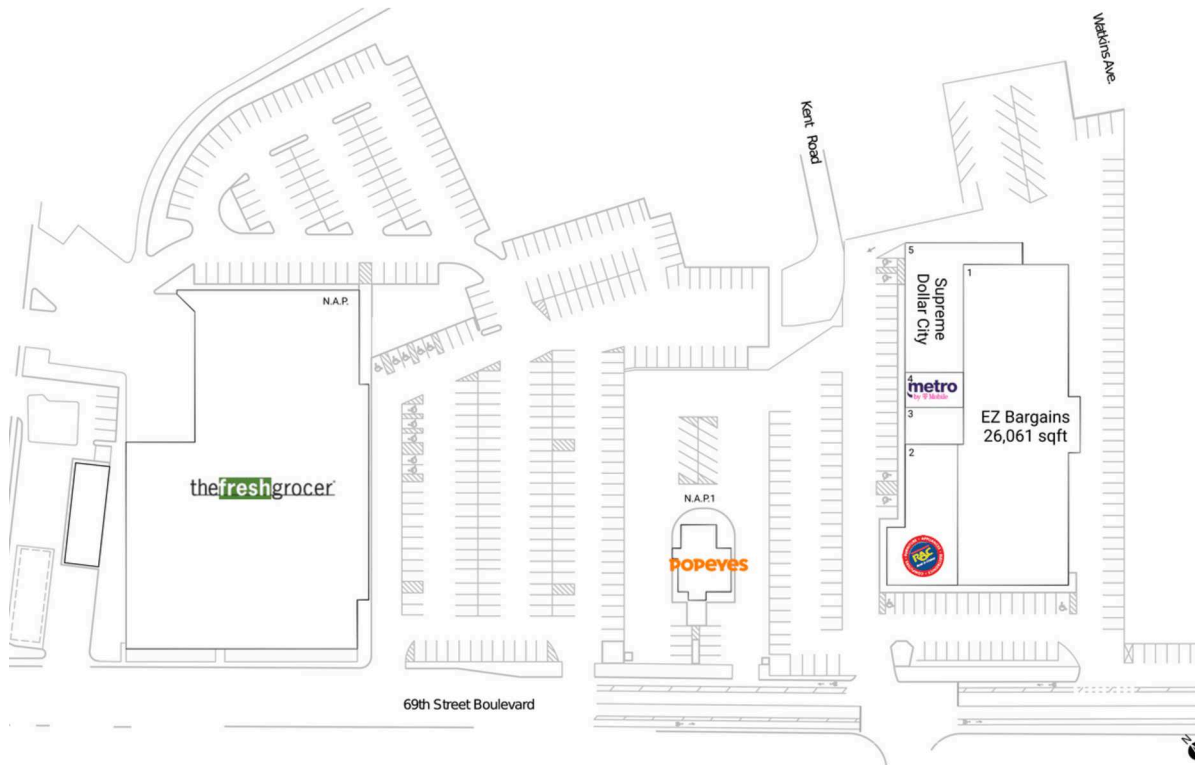 Watkins Ave.
Kent Road
5
1
Supreme
Dollar City
N.A.P.
4
metro
by T Mobile
3
EZ Bargains
26,061 sqft
2
thefreshgrocer
N.A.P.1
RAC
POPEYES
69th Street Boulevard
N